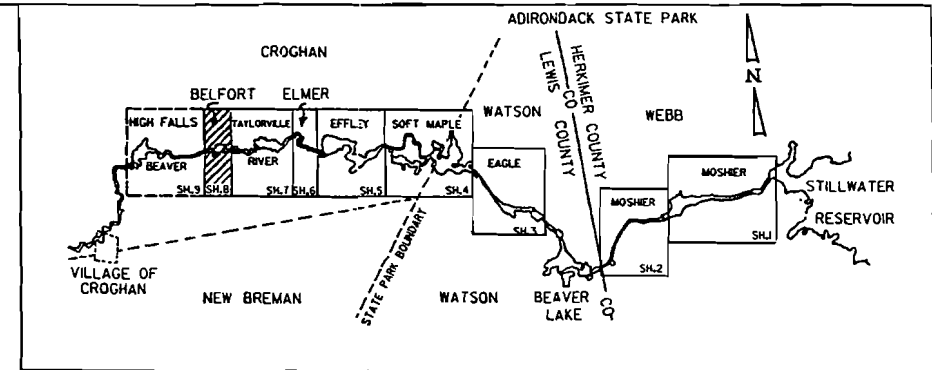 ADIRONDACK STATE PARK
CROGHAN
HERKIMER COUNTY
CO
LEWIS COUNTY
BELFORT
ELMER
WATSON
WEBB
N
HIGH FALLS
TAYLORVILLE
EFFLEY
SOFT MAPLE
BEAVER
RIVER
EAGLE
MOSHIER
MOSHIER
STILLWATER
RESERVOIR
SH.9
SH.8
SH.7
SH.6
SH.5
SH.4
SH.3
SH.2
SH.1
VILLAGE OF
CROGHAN
NEW BREMAN
STATE PARK BOUNDARY
WATSON
BEAVER
LAKE
CO